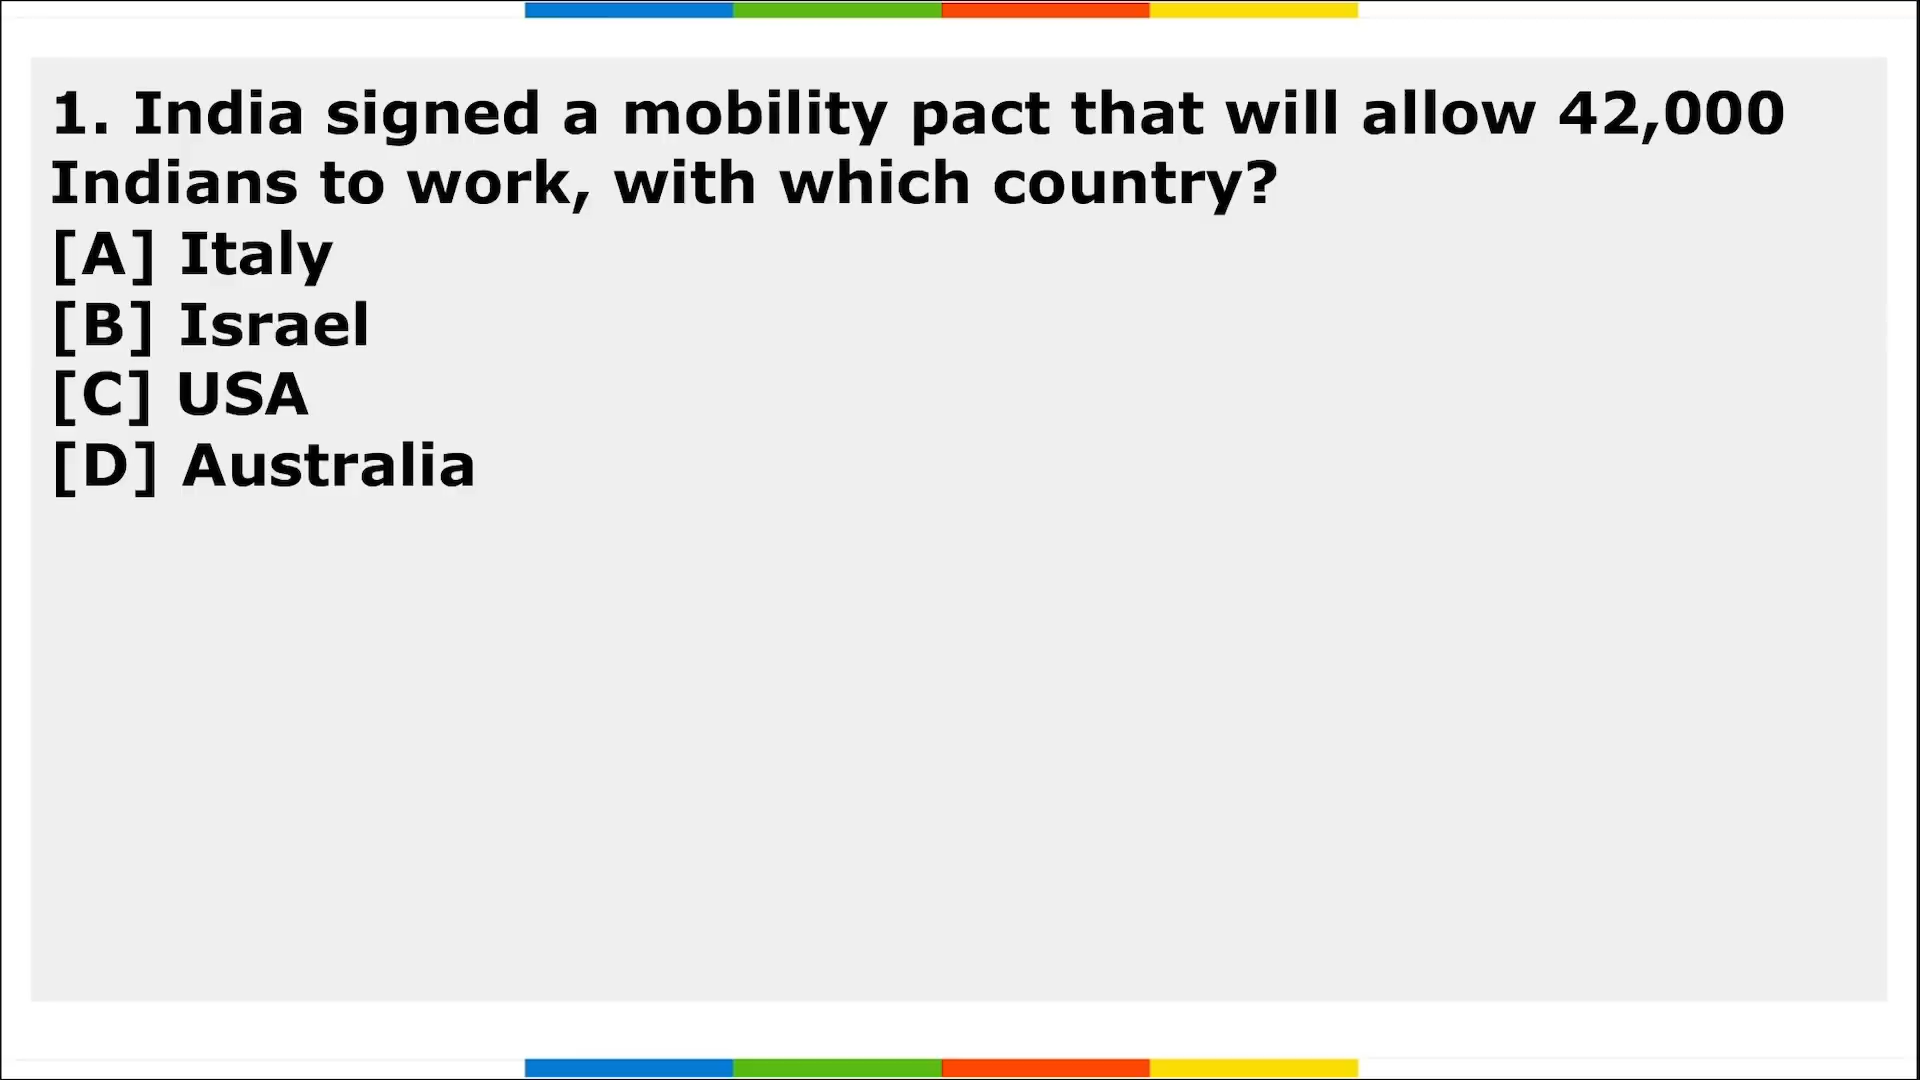 1. India signed a mobility pact that will allow 42,000
Indians to work, with which country?
[A] Italy
[B] Israel
[C] USA
[D] Australia